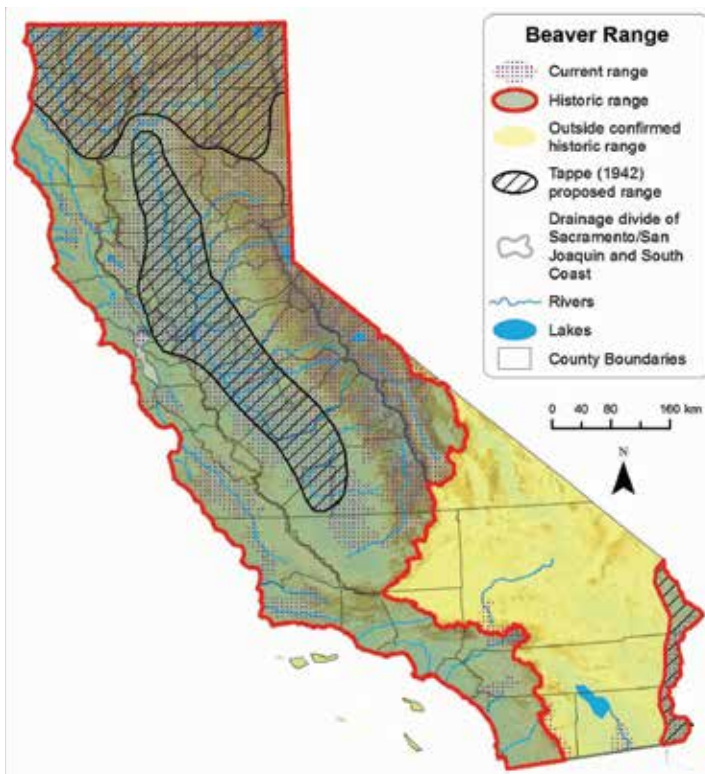 Beaver Range
Current range
Historic range
Outside confirmed
historic range
Tappe (1942)
proposed range
Drainage divide of
Sacramento/San
Joaquin and South
Coast
Rivers
Lakes
County Boundaries
0 40 80 160 km
N